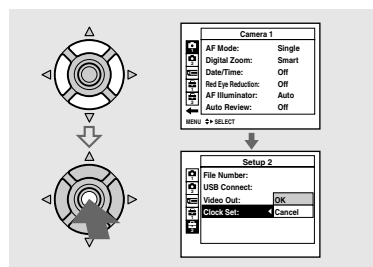 Camera 1
AF Mode: Single
Digital Zoom: Smart
Date/Time: Off
Red Eye Reduction: Off
AF Illuminator: Auto
Auto Review: Off
MENU SELECT
Setup 2
File Number:
USB Connect:
Video Out: OK
Clock Set: Cancel